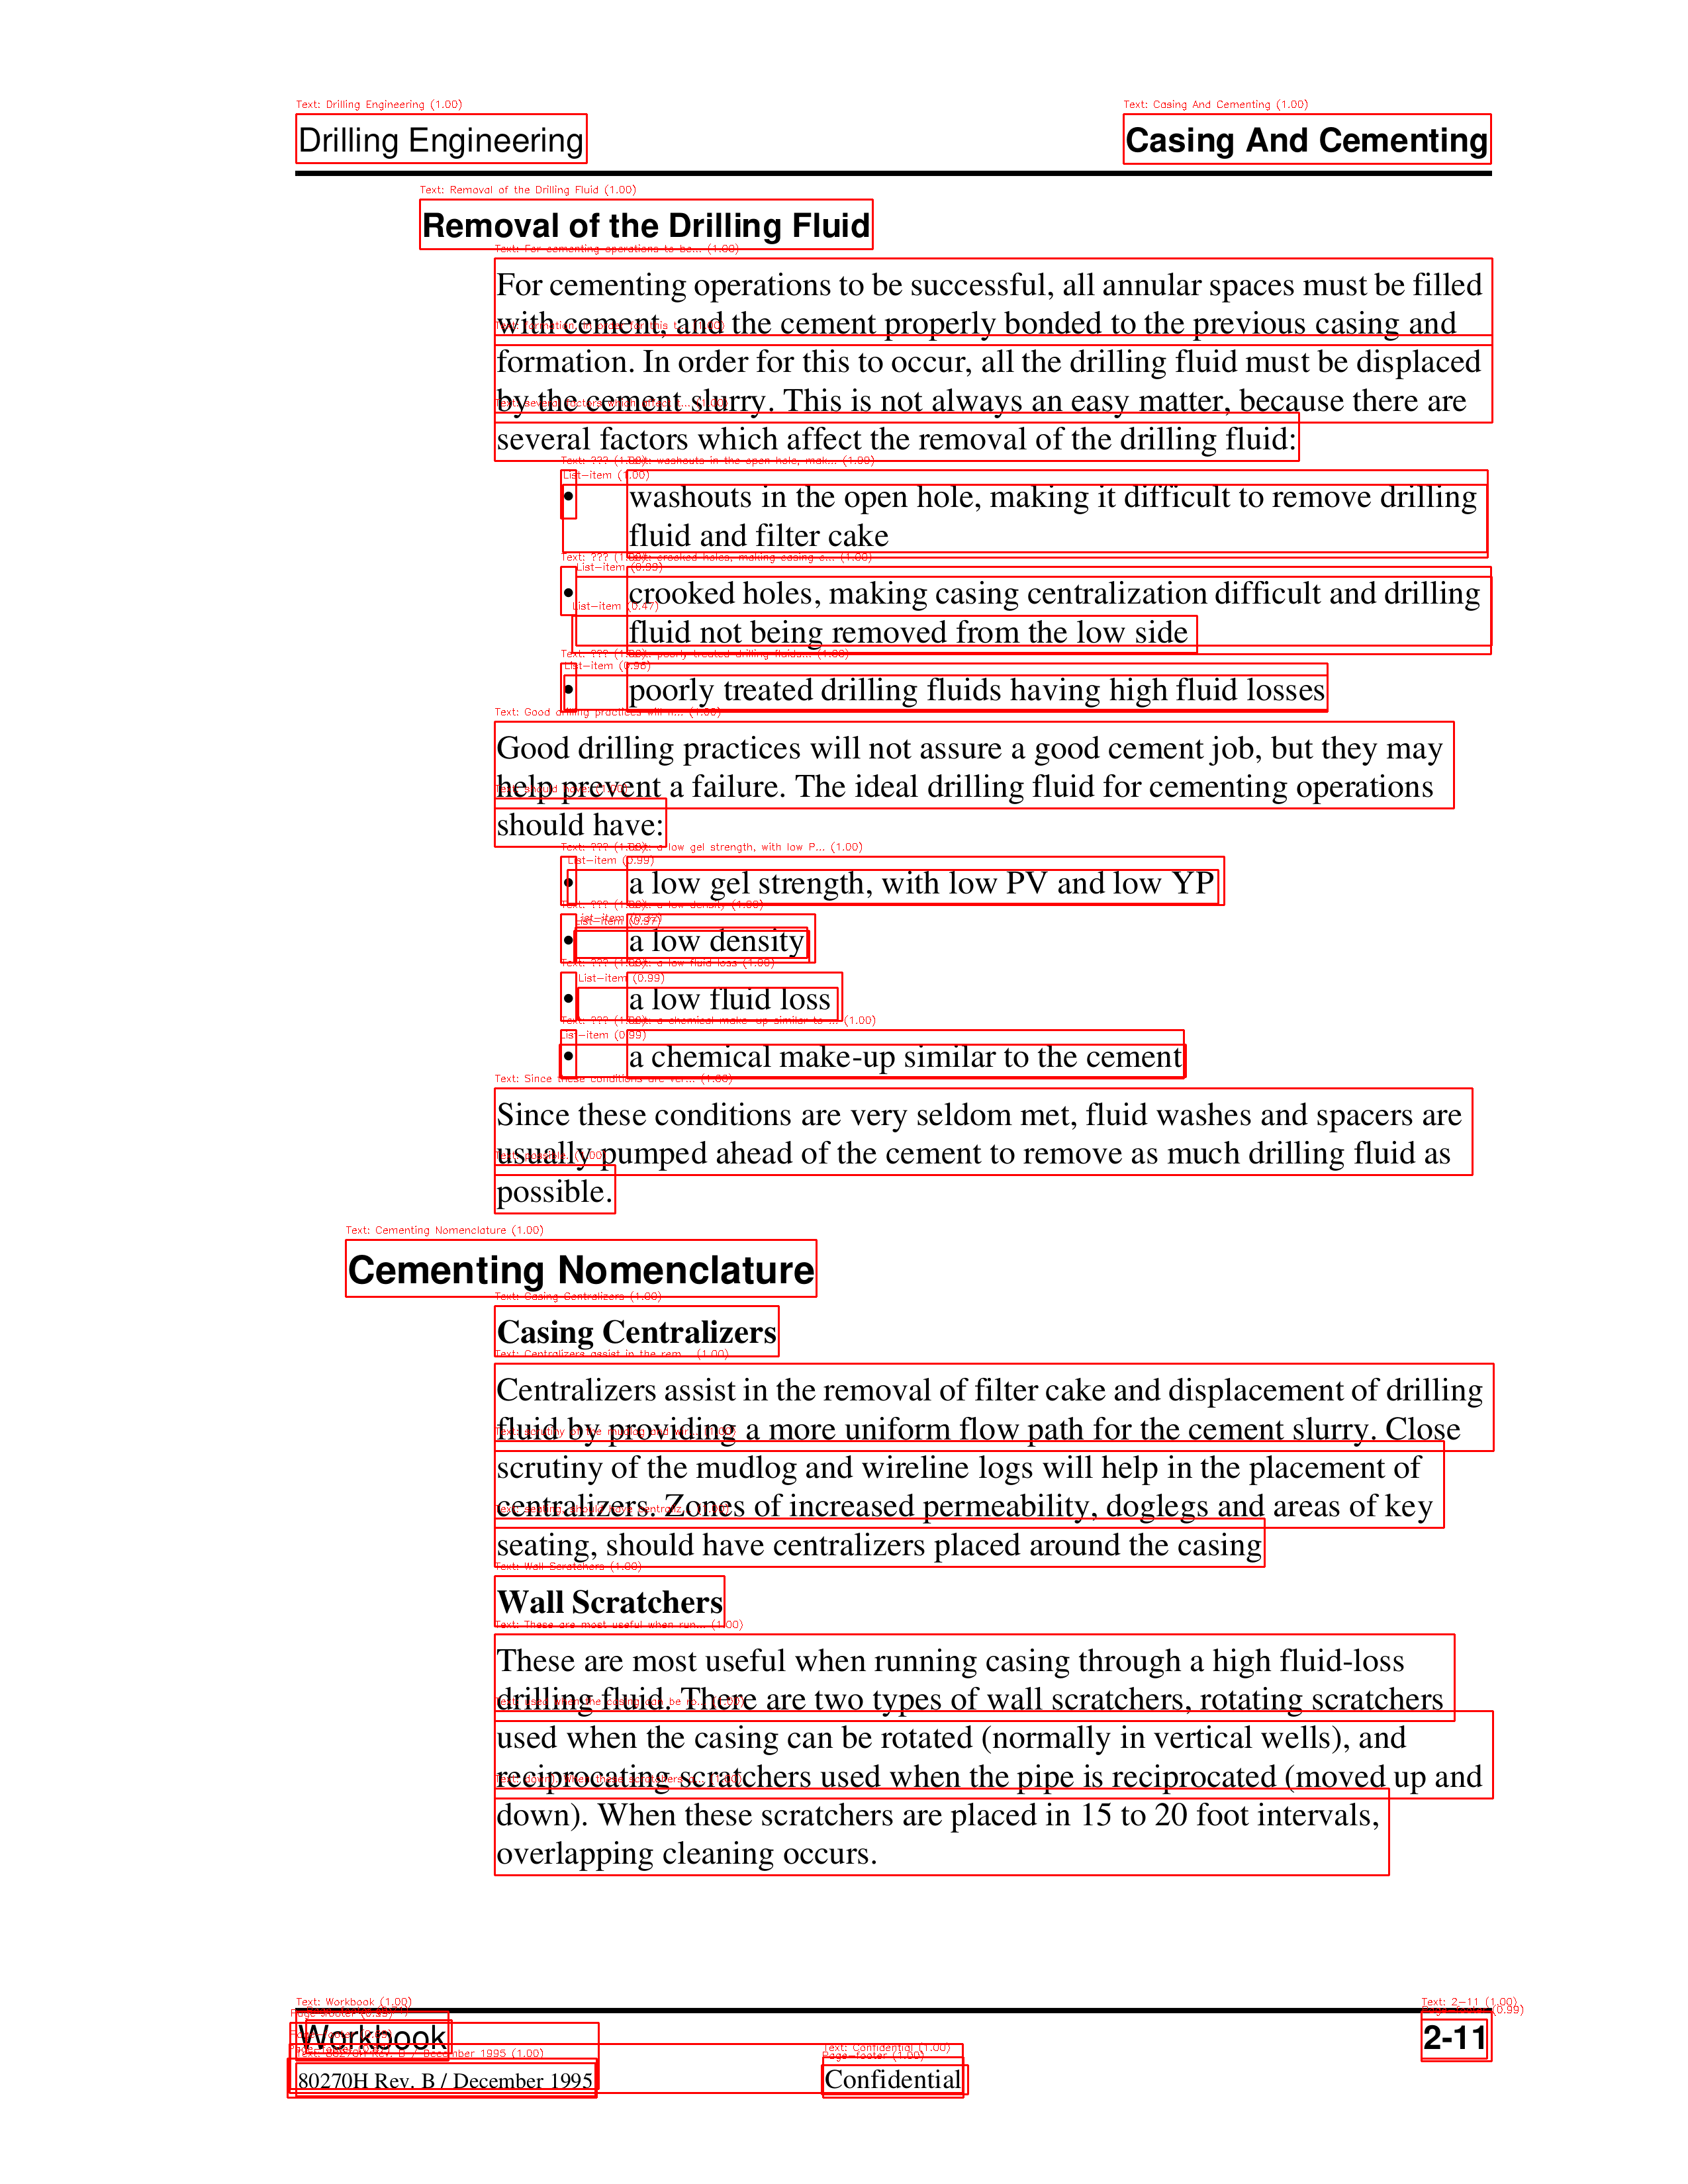 Drilling Engineering
Casing And Cementing
Removal of the Drilling Fluid
For cementing operations to be successful, all annular spaces must be filled
with cement, and the cement properly bonded to the previous casing and
formation. In order for this to occur, all the drilling fluid must be displaced
by the cement slurry. This is not always an easy matter, because there are
several factors which affect the removal of the drilling fluid:
• washouts in the open hole, making it difficult to remove drilling
fluid and filter cake
• crooked holes, making casing centralization difficult and drilling
fluid not being removed from the low side
• poorly treated drilling fluids having high fluid losses
Good drilling practices will not assure a good cement job, but they may
help prevent a failure. The ideal drilling fluid for cementing operations
should have:
• a low gel strength, with low PV and low YP
• a low density
• a low fluid loss
• a chemical make-up similar to the cement
Since these conditions are very seldom met, fluid washes and spacers are
usually pumped ahead of the cement to remove as much drilling fluid as
possible.
Cementing Nomenclature
Casing Centralizers
Centralizers assist in the removal of filter cake and displacement of drilling
fluid by providing a more uniform flow path for the cement slurry. Close
scrutiny of the mudlog and wireline logs will help in the placement of
centralizers. Zones of increased permeability, doglegs and areas of key
seating, should have centralizers placed around the casing
Wall Scratchers
These are most useful when running casing through a high fluid-loss
drilling fluid. There are two types of wall scratchers, rotating scratchers
used when the casing can be rotated (normally in vertical wells), and
reciprocating scratchers used when the pipe is reciprocated (moved up and
down). When these scratchers are placed in 15 to 20 foot intervals,
overlapping cleaning occurs.
Workbook
2-11
80270H Rev. B / December 1995
Confidential